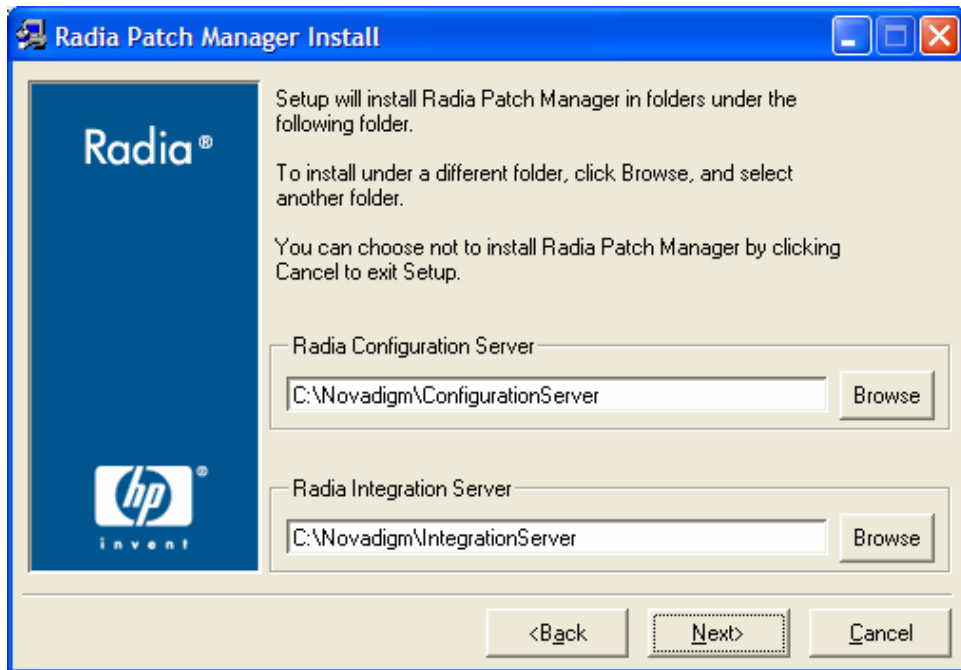 Radia Patch Manager Install
Radia®
Setup will install Radia Patch Manager in folders under the
following folder.
To install under a different folder, click Browse, and select
another folder.
You can choose not to install Radia Patch Manager by clicking
Cancel to exit Setup.
Radia Configuration Server
C:\Novadigm\ConfigurationServer
Browse
Radia Integration Server
C:\Novadigm\IntegrationServer
Browse
hp®
invent
<Back
Next>
Cancel